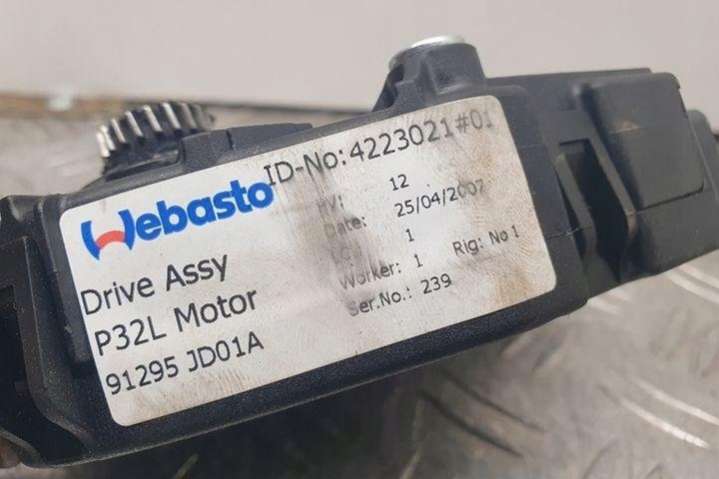 Webasto
ID-No: 4223021#01
12
Date: 25/04/2007
1
Worker: 1 Rig: No 1
Ser.No.: 239
Drive Assy
P32L Motor
91295 JD01A